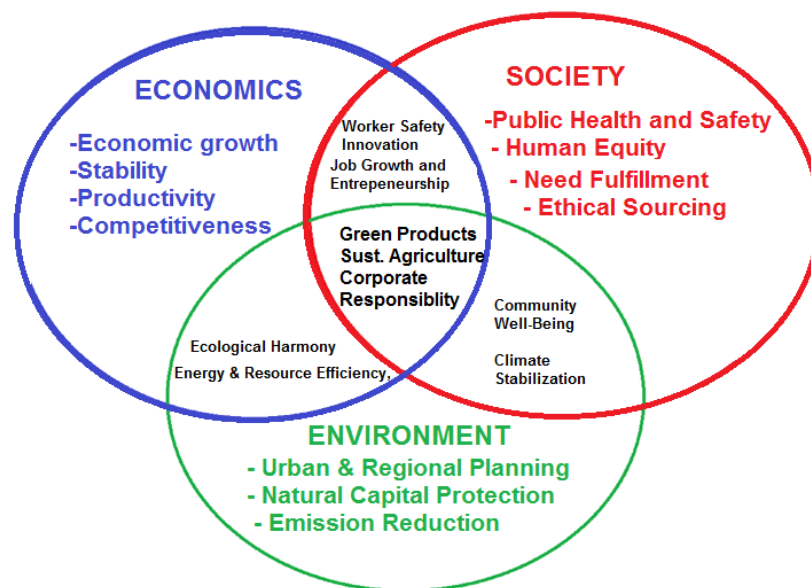 ECONOMICS
-Economic growth
-Stability
-Productivity
-Competitiveness
SOCIETY
-Public Health and Safety
- Human Equity
- Need Fulfillment
- Ethical Sourcing
Worker Safety
Innovation
Job Growth and
Entrepeneurship
Green Products
Sust. Agriculture
Corporate
Responsiblity
Community
Well-Being
Climate
Stabilization
Ecological Harmony
Energy & Resource Efficiency,
ENVIRONMENT
- Urban & Regional Planning
- Natural Capital Protection
- Emission Reduction